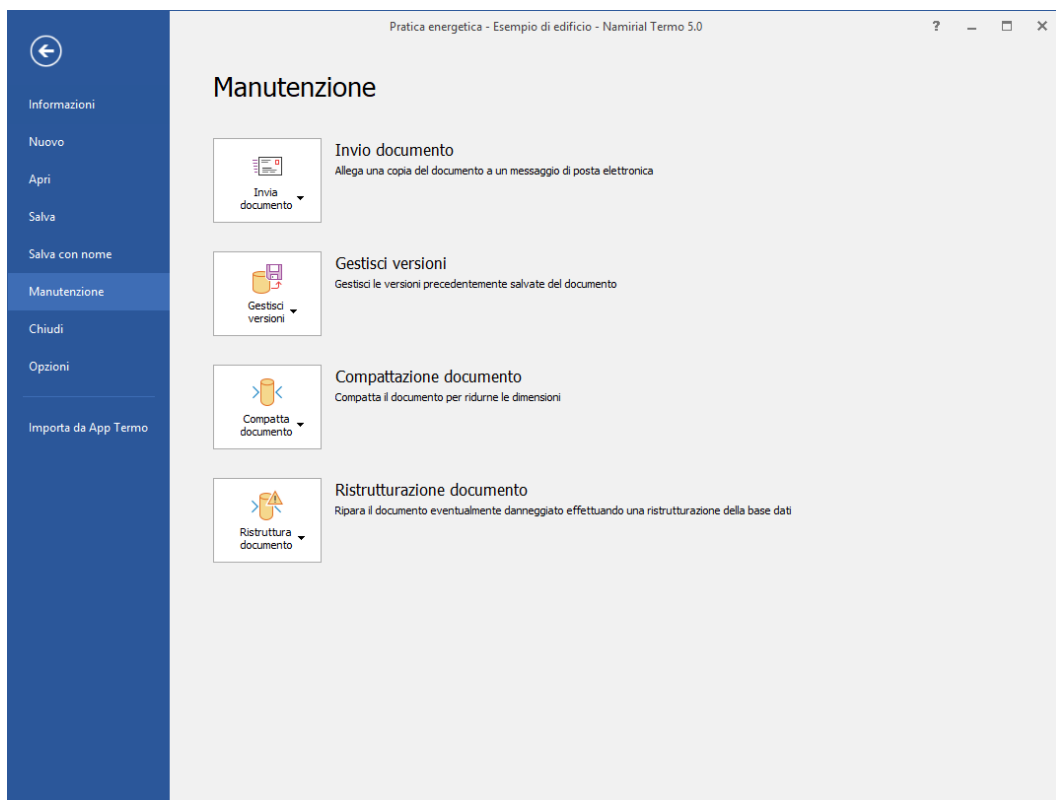 Pratica energetica - Esempio di edificio - Namirial Termo 5.0
?
Informazioni
Nuovo
Apri
Salva
Salva con nome
Manutenzione
Chiudi
Opzioni
Importa da App Termo
Manutenzione
Invia
documento
Invio documento
Allega una copia del documento a un messaggio di posta elettronica
Gestisci
versioni
Gestisci versioni
Gestisci le versioni precedentemente salvate del documento
Compatta
documento
Compattazione documento
Compatta il documento per ridurne le dimensioni
Ristruttura
documento
Ristrutturazione documento
Ripara il documento eventualmente danneggiato effettuando una ristrutturazione della base dati